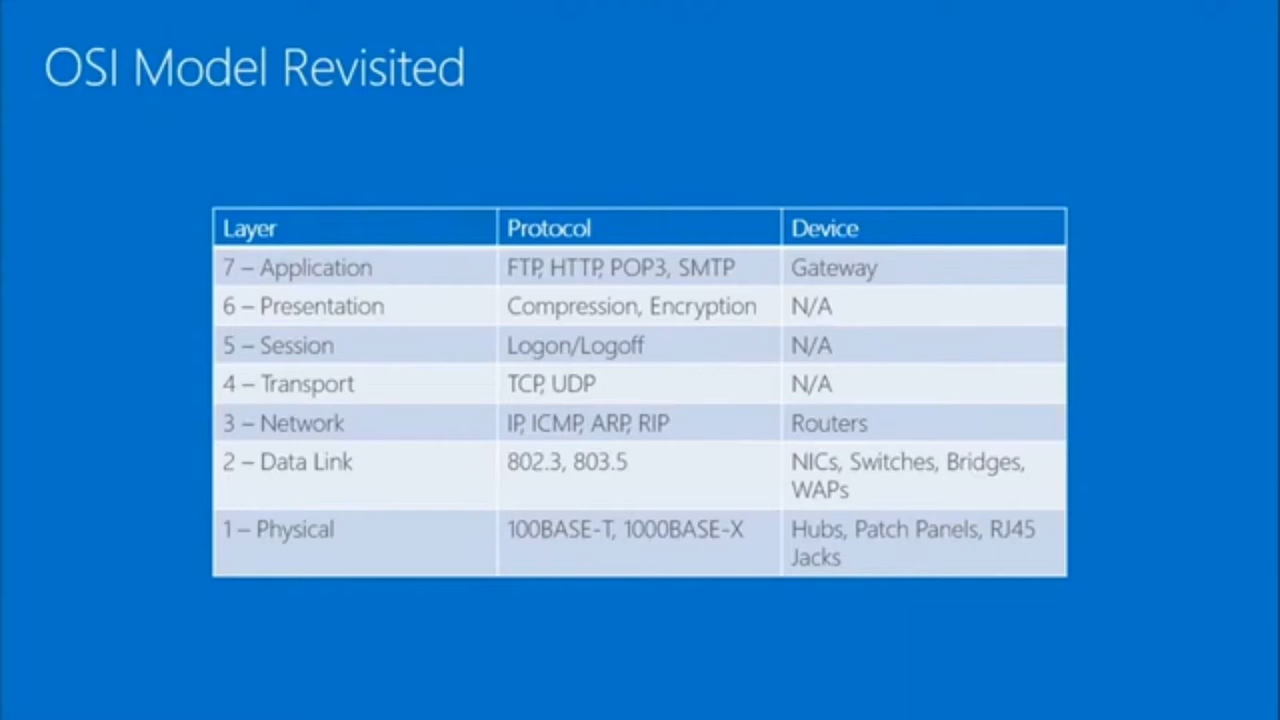 OSI Model Revisited
Layer Protocol Device
7 – Application FTP, HTTP, POP3, SMTP Gateway
6 – Presentation Compression, Encryption N/A
5 – Session Logon/Logoff N/A
4 – Transport TCP, UDP N/A
3 – Network IP, ICMP, ARP, RIP Routers
2 – Data Link 802.3, 803.5 NICs, Switches, Bridges,
WAPs
1 – Physical 100BASE-T, 1000BASE-X Hubs, Patch Panels, RJ45
Jacks